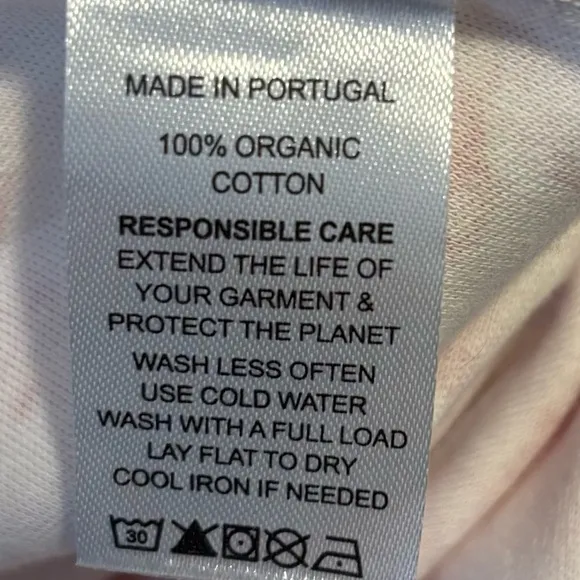 MADE IN PORTUGAL
100% ORGANIC
COTTON
RESPONSIBLE CARE
EXTEND THE LIFE OF
YOUR GARMENT &
PROTECT THE PLANET
WASH LESS OFTEN
USE COLD WATER
WASH WITH A FULL LOAD
LAY FLAT TO DRY
COOL IRON IF NEEDED
30